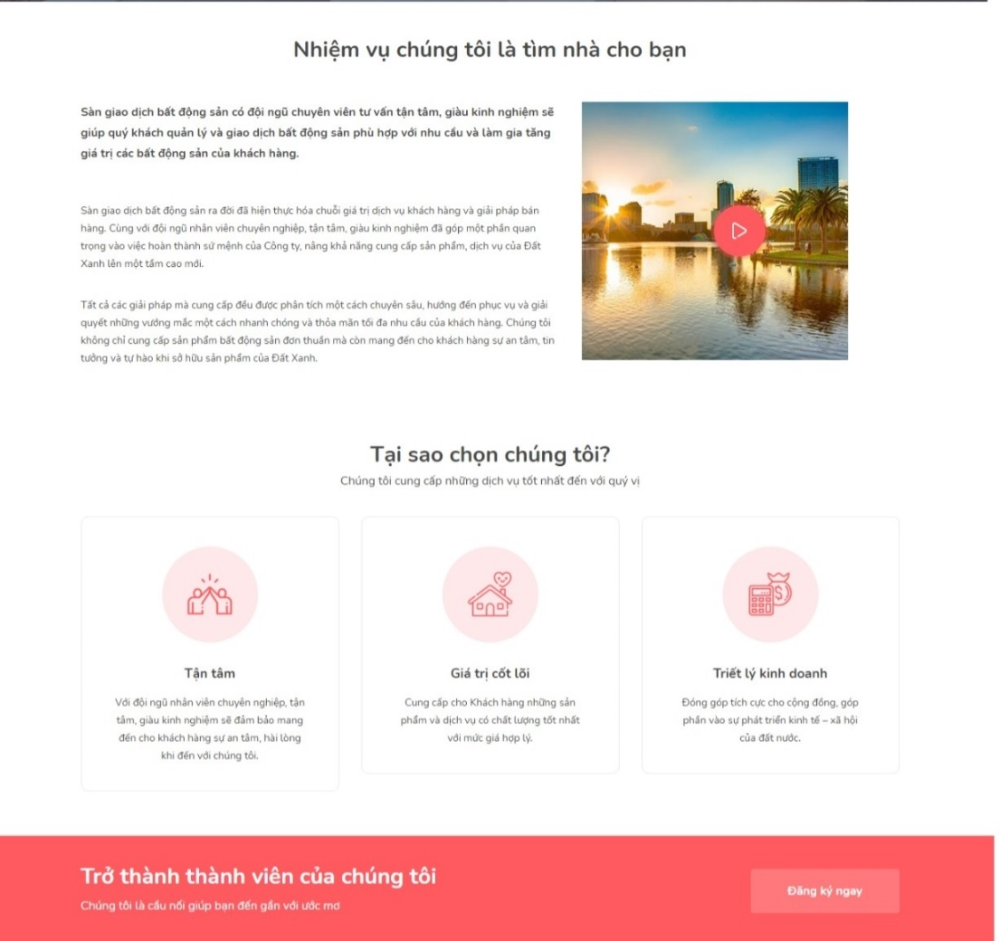 Nhiệm vụ chúng tôi là tìm nhà cho bạn
Sàn giao dịch bất động sản có đội ngũ chuyên viên tư vấn tận tâm, giàu kinh nghiệm sẽ
giúp quý khách quản lý và giao dịch bất động sản phù hợp với nhu cầu và làm gia tăng
giá trị các bất động sản của khách hàng.
Sàn giao dịch bất động sản ra đời đã hiện thực hóa chuỗi giá trị dịch vụ khách hàng và giải pháp bán
hàng. Cùng với đội ngũ nhân viên chuyên nghiệp, tận tâm, giàu kinh nghiệm đã góp một phần quan
trọng vào việc hoàn thành sứ mệnh của Công ty, nâng khả năng cung cấp sản phẩm, dịch vụ của Đất
Xanh lên một tầm cao mới.
Tất cả các giải pháp mà cung cấp đều được phân tích một cách chuyên sâu, hướng đến phục vụ và giải
quyết những vướng mắc một cách nhanh chóng và thỏa mãn tối đa nhu cầu của khách hàng. Chúng tôi
không chỉ cung cấp sản phẩm bất động sản đơn thuần mà còn mang đến cho khách hàng sự an tâm, tin
tưởng và tự hào khi sở hữu sản phẩm của Đất Xanh.
Tại sao chọn chúng tôi?
Chúng tôi cung cấp những dịch vụ tốt nhất đến với quý vị
Tận tâm
Với đội ngũ nhân viên chuyên nghiệp, tận
tâm, giàu kinh nghiệm sẽ đảm bảo mang
đến cho khách hàng sự an tâm, hài lòng
khi đến với chúng tôi.
Giá trị cốt lõi
Cung cấp cho Khách hàng những sản
phẩm và dịch vụ có chất lượng tốt nhất
với mức giá hợp lý.
Triết lý kinh doanh
Đóng góp tích cực cho cộng đồng, góp
phần vào sự phát triển kinh tế – xã hội
của đất nước.
Trở thành thành viên của chúng tôi
Chúng tôi là cầu nối giúp bạn đến gần với ước mơ
Đăng ký ngay